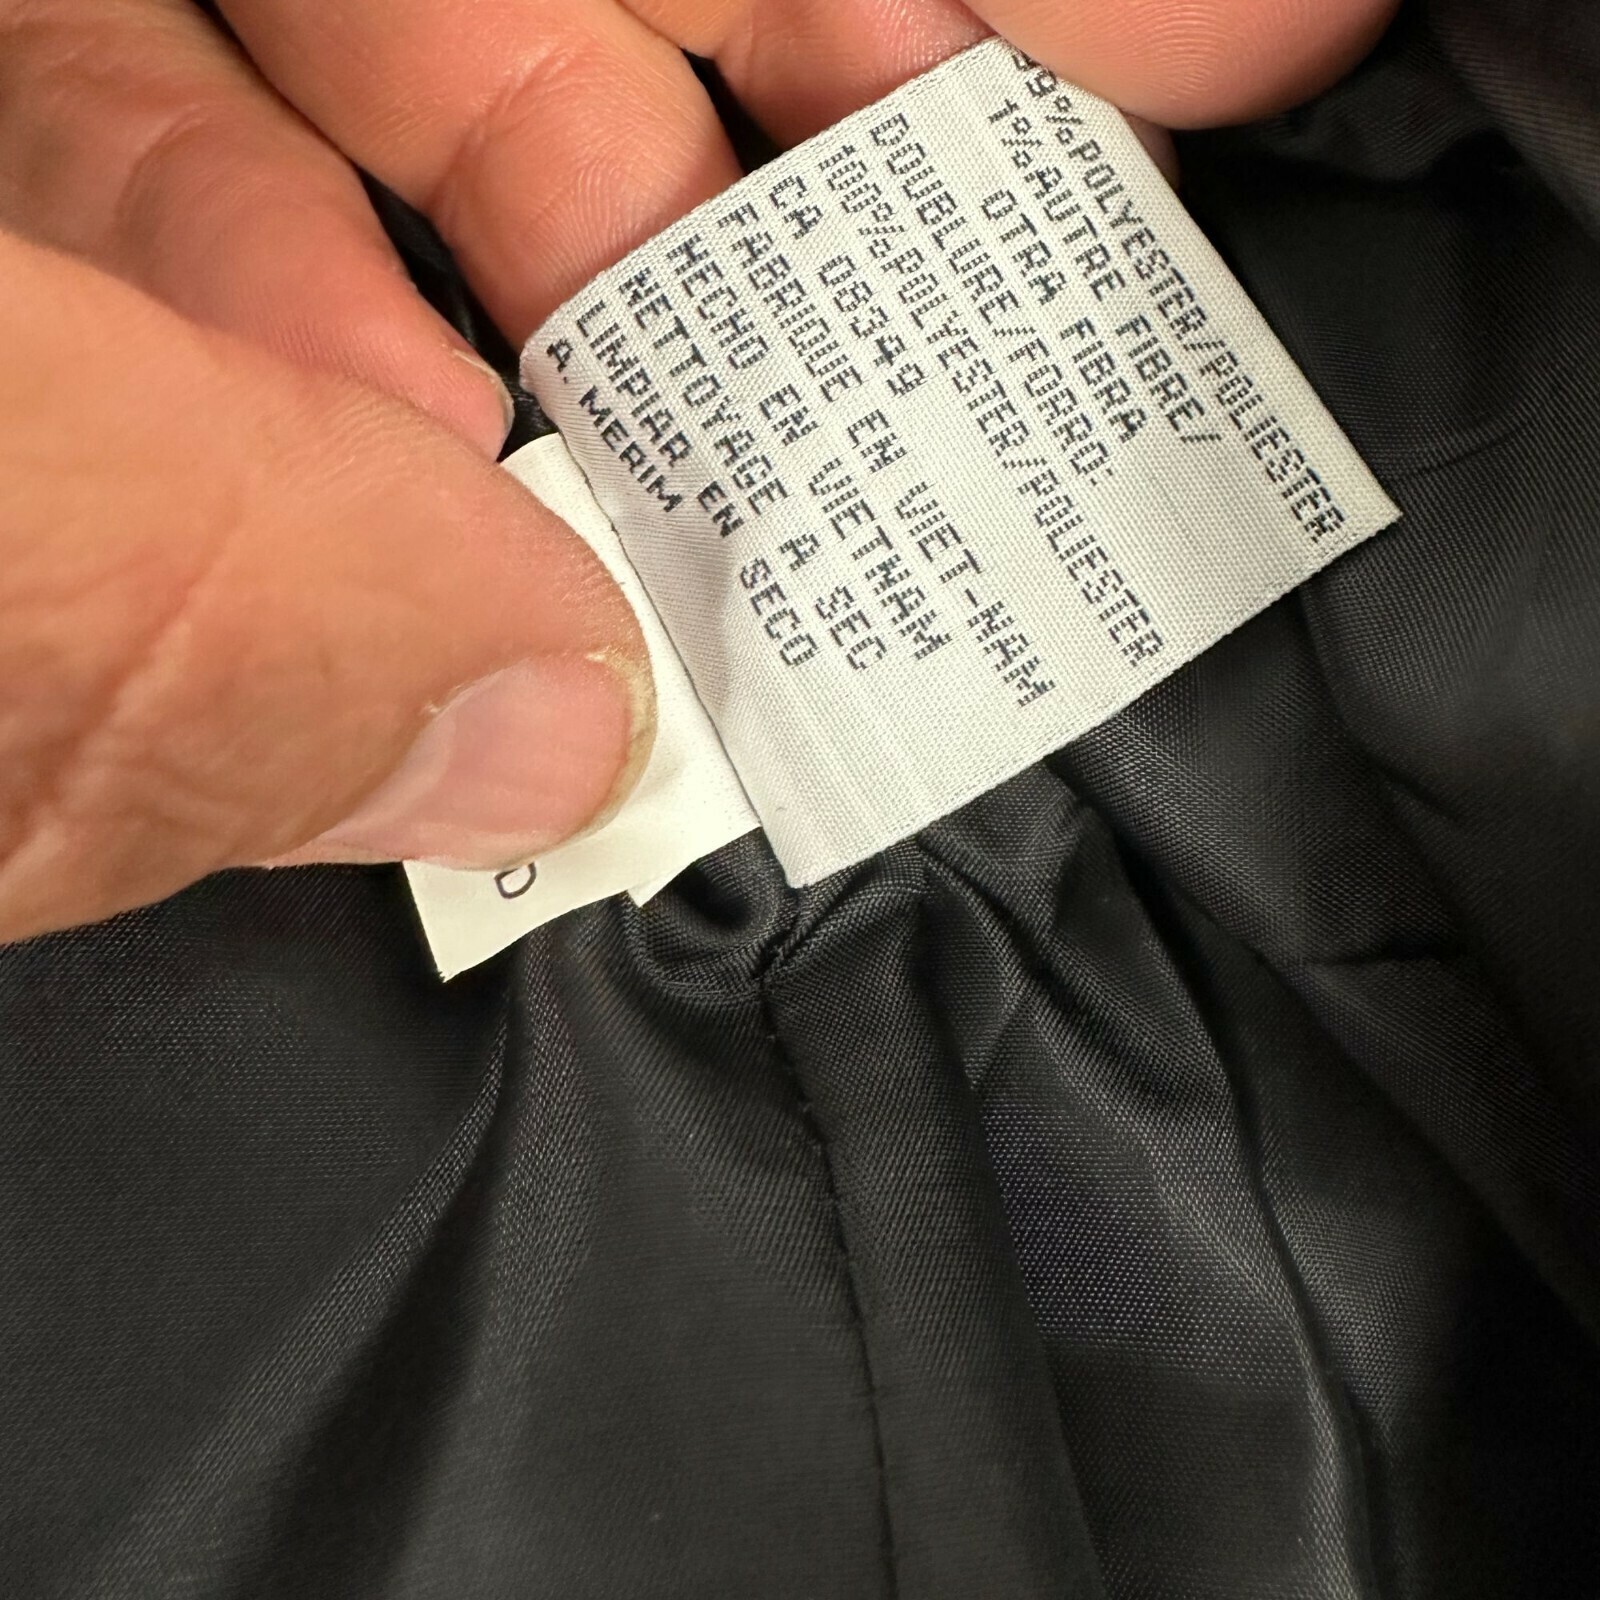 99%POLYESTER/POLIESTER
1%AUTRE FIBRE/
OTRA FIBRA
DOUBLURE/FORRO:
100%POLYESTER/POLIESTER
CA 08349
FABRIQUE EN VIET-NAM
HECHO EN VIETNAM
NETTOYAGE A SEC
LIMPIAR EN SECO
A. MERIM
D